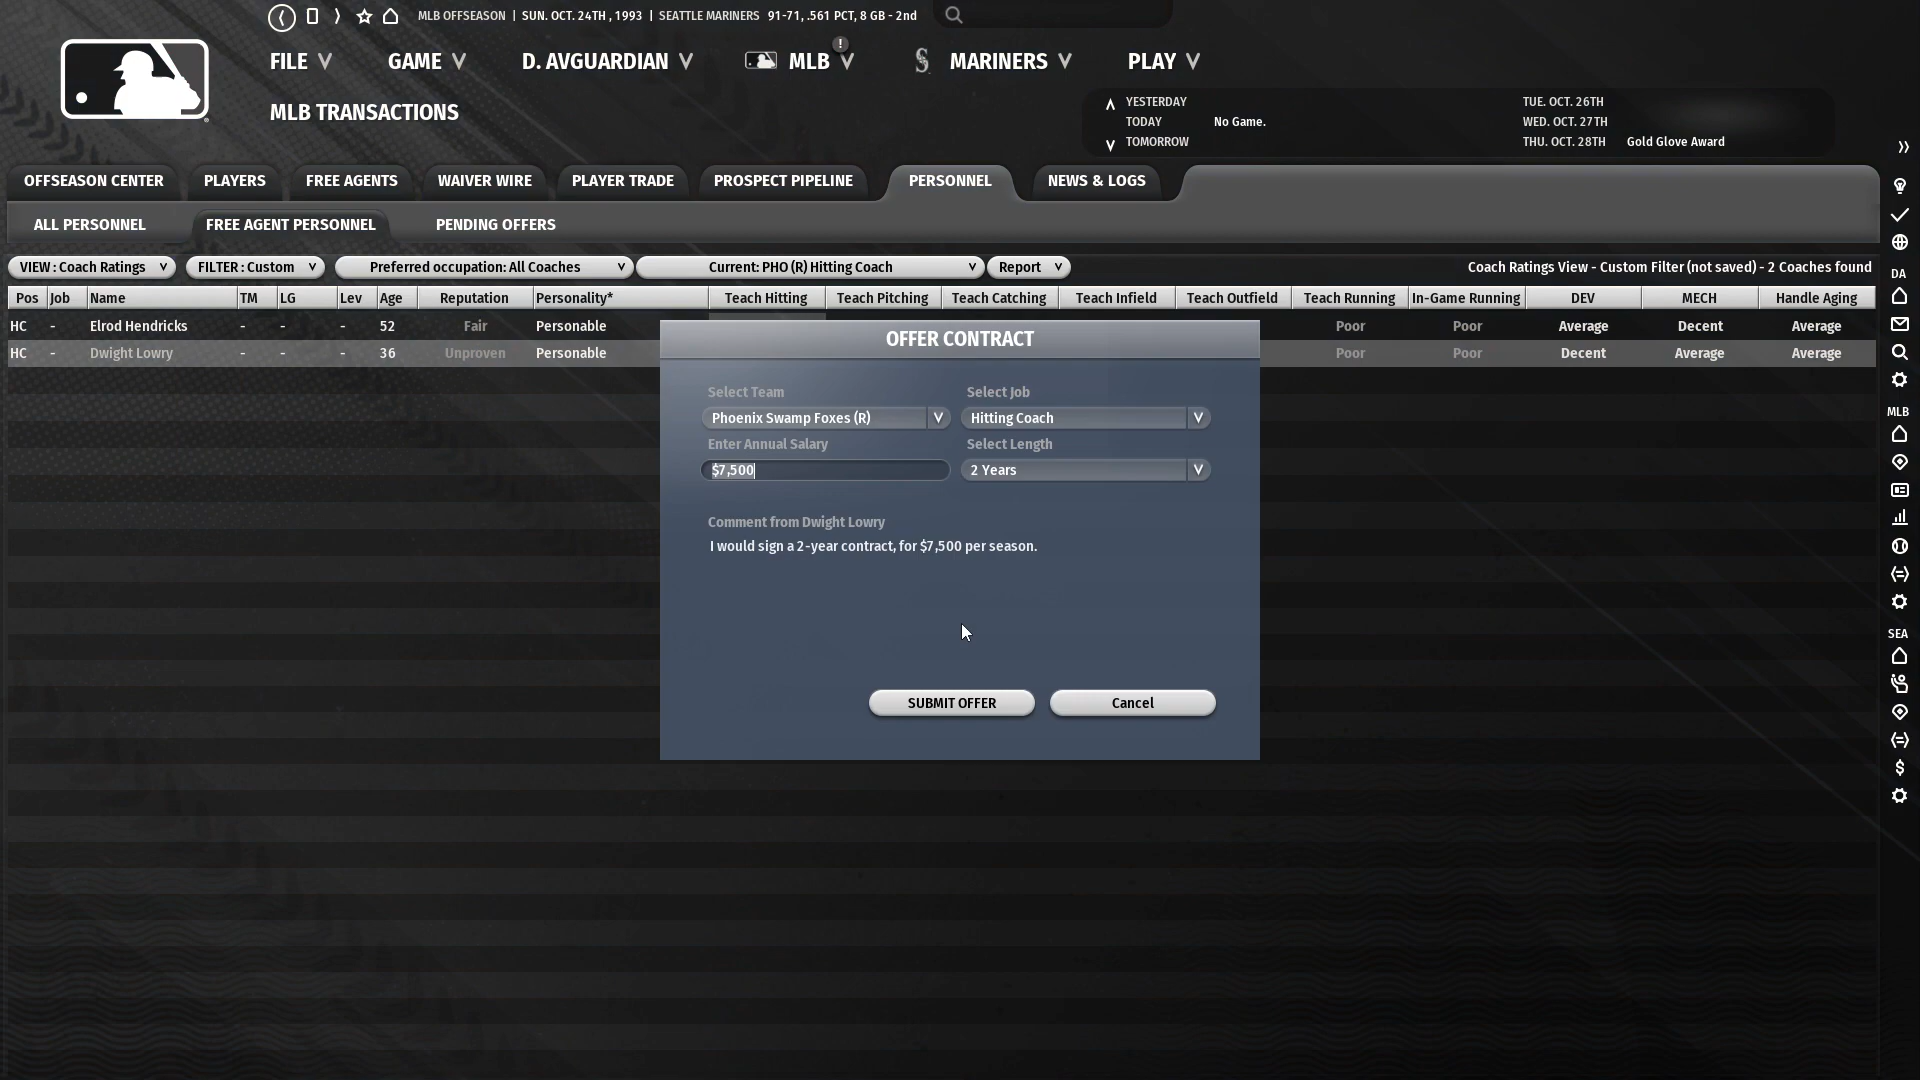 MLB OFFSEASON | SUN. OCT. 24TH , 1993 | SEATTLE MARINERS 91-71, .561 PCT, 8 GB - 2nd
FILE GAME D. AVGUARDIAN MLB ! MARINERS PLAY
MLB TRANSACTIONS
YESTERDAY TUE. OCT. 26TH
TODAY No Game. WED. OCT. 27TH
TOMORROW THU. OCT. 28TH Gold Glove Award
OFFSEASON CENTER PLAYERS FREE AGENTS WAIVER WIRE PLAYER TRADE PROSPECT PIPELINE PERSONNEL NEWS & LOGS
ALL PERSONNEL FREE AGENT PERSONNEL PENDING OFFERS
VIEW : Coach Ratings FILTER : Custom Preferred occupation: All Coaches Current: PHO (R) Hitting Coach Report Coach Ratings View - Custom Filter (not saved) - 2 Coaches found
Pos Job Name TM LG Lev Age Reputation Personality* Teach Hitting Teach Pitching Teach Catching Teach Infield Teach Outfield Teach Running In-Game Running DEV MECH Handle Aging
HC - Elrod Hendricks - - - 52 Fair Personable Poor Poor Average Decent Average
HC - Dwight Lowry - - - 36 Unproven Personable Poor Poor Decent Average Average
OFFER CONTRACT
Select Team Select Job
Phoenix Swamp Foxes (R) Hitting Coach
Enter Annual Salary Select Length
$7,500 2 Years
Comment from Dwight Lowry
I would sign a 2-year contract, for $7,500 per season.
SUBMIT OFFER Cancel
DA
MLB
SEA
$